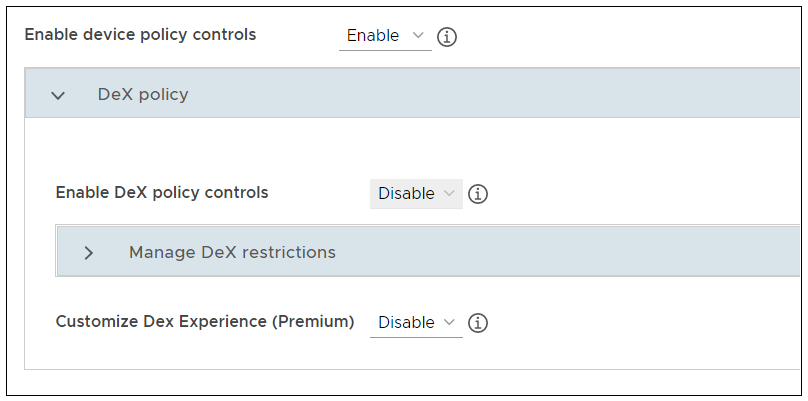 Enable device policy controls Enable
DeX policy
Enable DeX policy controls Disable
Manage DeX restrictions
Customize Dex Experience (Premium) Disable